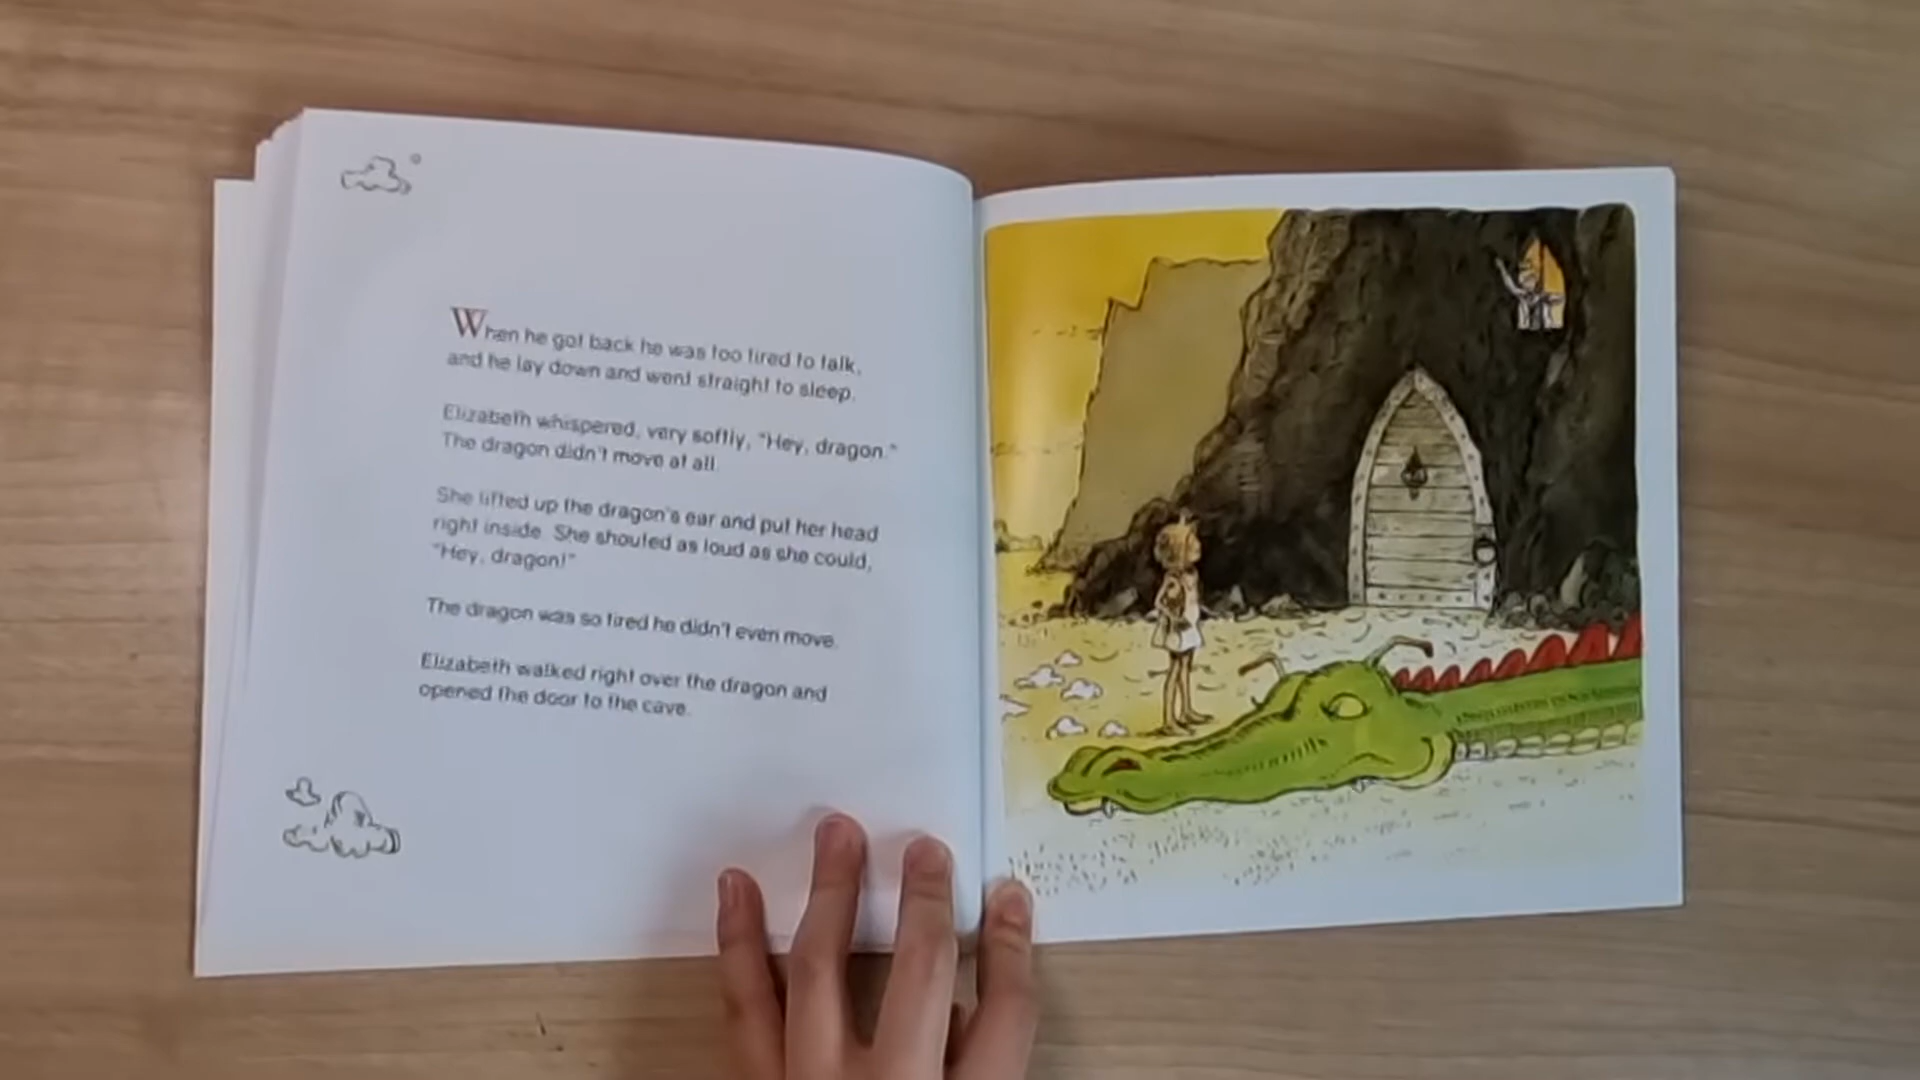 When he got back he was too tired to talk,
and he lay down and went straight to sleep.
Elizabeth whispered, very softly, "Hey, dragon."
The dragon didn't move at all.
She lifted up the dragon's ear and put her head
right inside. She shouted as loud as she could,
"Hey, dragon!"
The dragon was so tired he didn't even move.
Elizabeth walked right over the dragon and
opened the door to the cave.